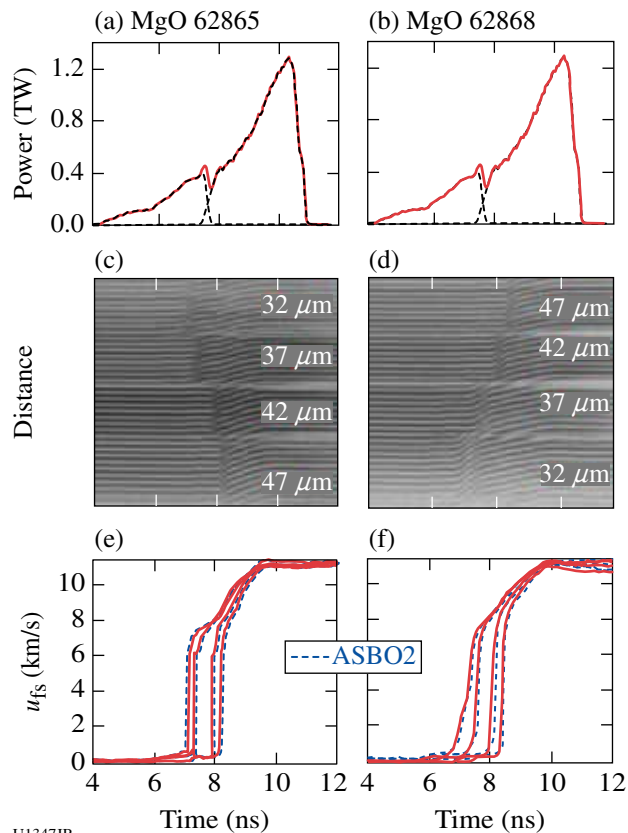 (a) MgO 62865
(b) MgO 62868
Power (TW)
1.2
0.8
0.4
0.0
(c)
(d)
Distance
32 μm
37 μm
42 μm
47 μm
47 μm
42 μm
37 μm
32 μm
(e)
(f)
ufs (km/s)
10
8
6
4
2
0
ASBO2
4 6 8 10 12
4 6 8 10 12
Time (ns)
Time (ns)